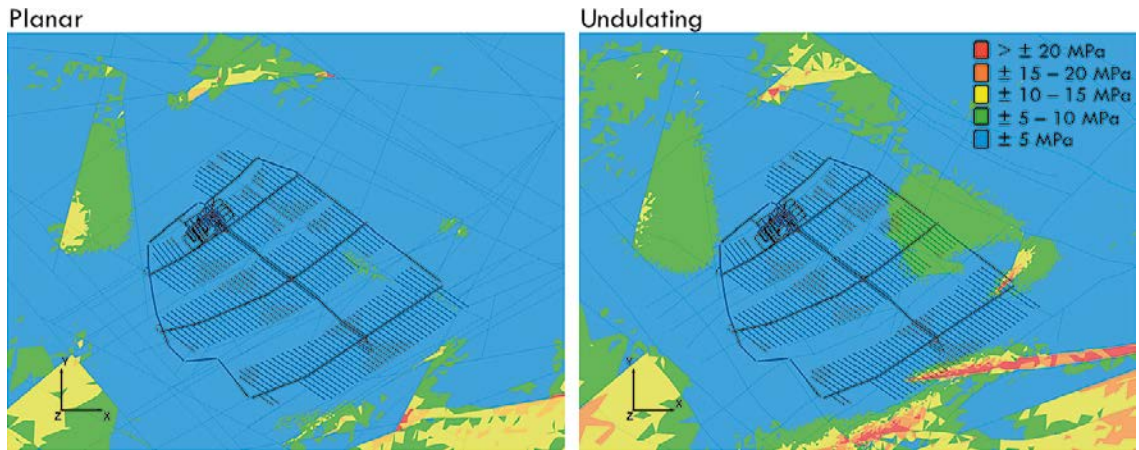 Planar
Undulating
> ± 20 MPa
± 15 – 20 MPa
± 10 – 15 MPa
± 5 – 10 MPa
± 5 MPa
Y
Z
X
Y
Z
X